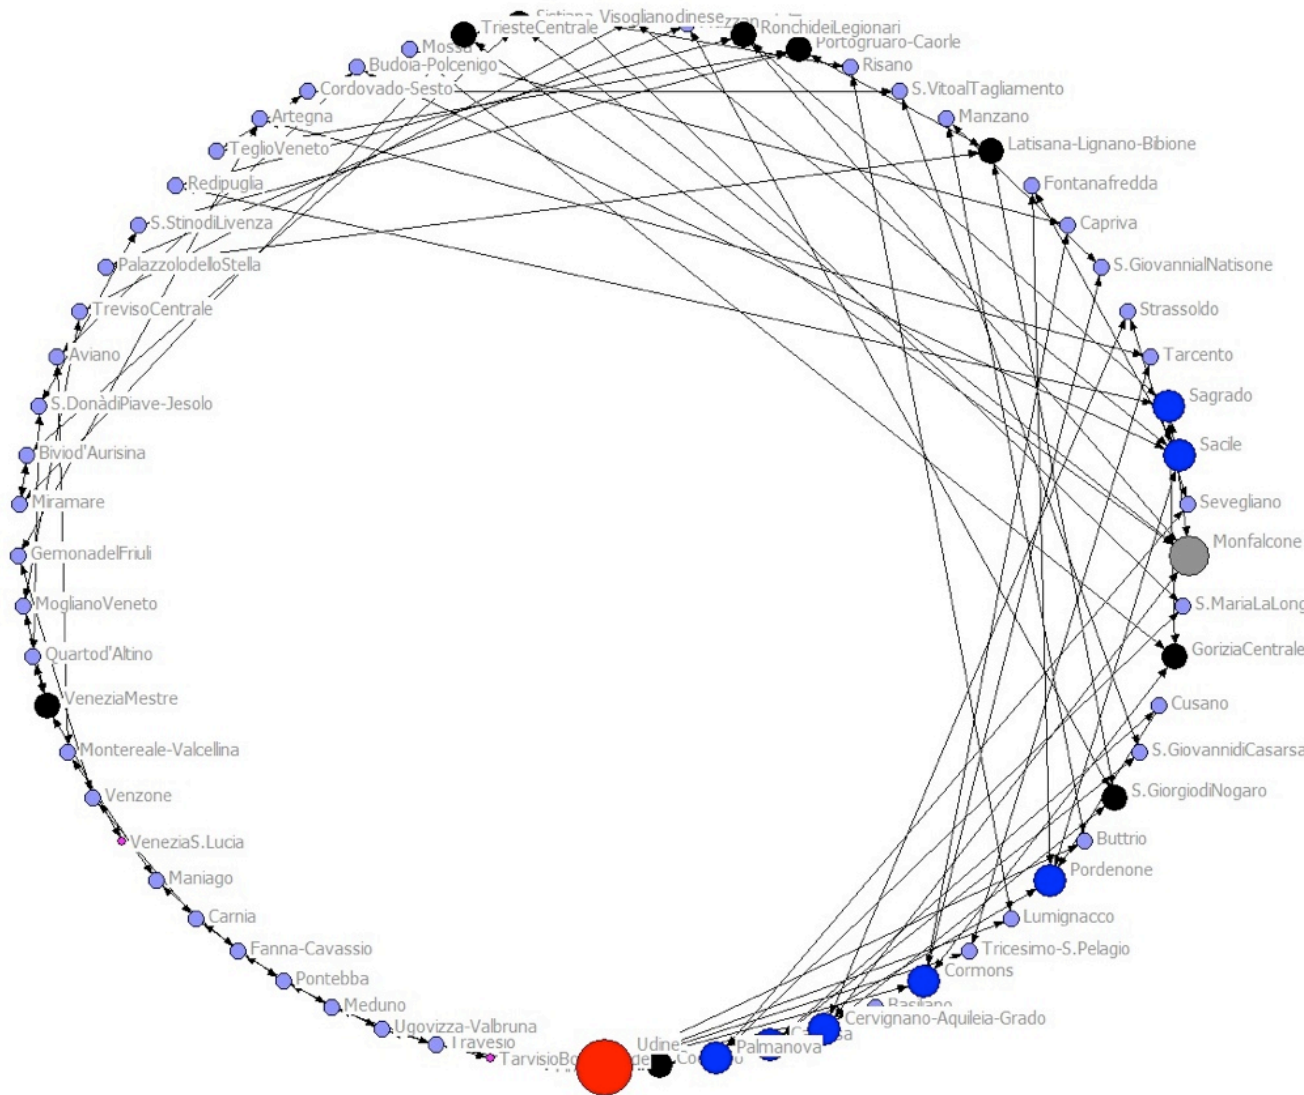 Visogliano
TriesteCentrale
RonchideiLegionari
Portogruaro-Caorle
Mossa
Budoia-Polcenigo
Risano
Cordovado-Sesto
S.VitoalTagliamento
Artegna
Manzano
TeglioVeneto
Latisana-Lignano-Bibione
Redipuglia
Fontanafredda
S.StinodiLivenza
Capriva
PalazzolodelloStella
S.GiovannialNatisone
TrevisoCentrale
Strassoldo
Aviano
Tarcento
S.DonàdiPiave-Jesolo
Sagrado
Biviod'Aurisina
Sacile
Miramare
Sevegliano
GemonadelFriuli
Monfalcone
MoglianoVeneto
S.MariaLaLong
Quartod'Altino
GoriziaCentrale
VeneziaMestre
Cusano
Montereale-Valcellina
S.GiovannidiCasarsa
Venzone
S.GiorgiodiNogaro
VeneziaS.Lucia
Buttrio
Maniago
Pordenone
Carnia
Lumignacco
Fanna-Cavassio
Tricesimo-S.Pelagio
Pontebba
Cormons
Meduno
Basiliano
Ugovizza-Valbruna
Cervignano-Aquileia-Grado
Travesio
Udine
Palmanova